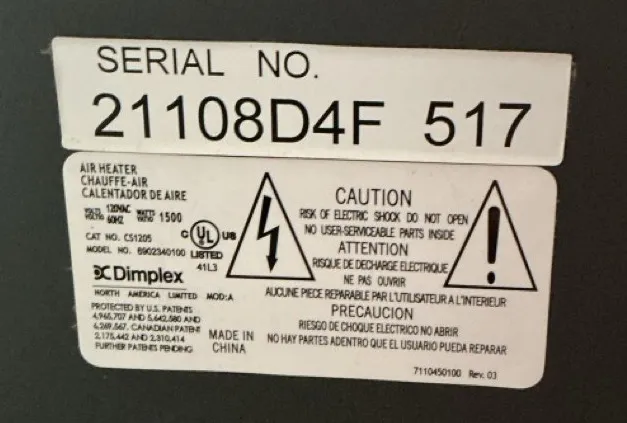 SERIAL NO.
21108D4F 517
AIR HEATER
CHAUFFE-AIR
CALENTADOR DE AIRE
VOLTS 120VAC WATTS 1500
VOLTS 60HZ
CAT NO. CS1205
MODEL NO. 6902340100
C UL US
LISTED
41L3
Dimplex
NORTH AMERICA LIMITED MOD:A
PROTECTED BY U.S. PATENTS
4,965,707 AND 5,642,580 AND
6,269,567. CANADIAN PATENT
2,175,442 AND 2,310,414
FURTHER PATENTS PENDING
MADE IN
CHINA
CAUTION
RISK OF ELECTRIC SHOCK DO NOT OPEN
NO USER-SERVICEABLE PARTS INSIDE
ATTENTION
RISQUE DE DECHARGE ELECTRIQUE
NE PAS OUVRIR
AUCUNE PIECE REPARABLE PAR L'UTILISATEUR A L'INTERIEUR
PRECAUCION
RIESGO DE CHOQUE ELECTRICO NO ABRIR
NO HAY PARTES ADENTRO QUE EL USUARIO PUEDA REPARAR
7110450100 Rev. 03